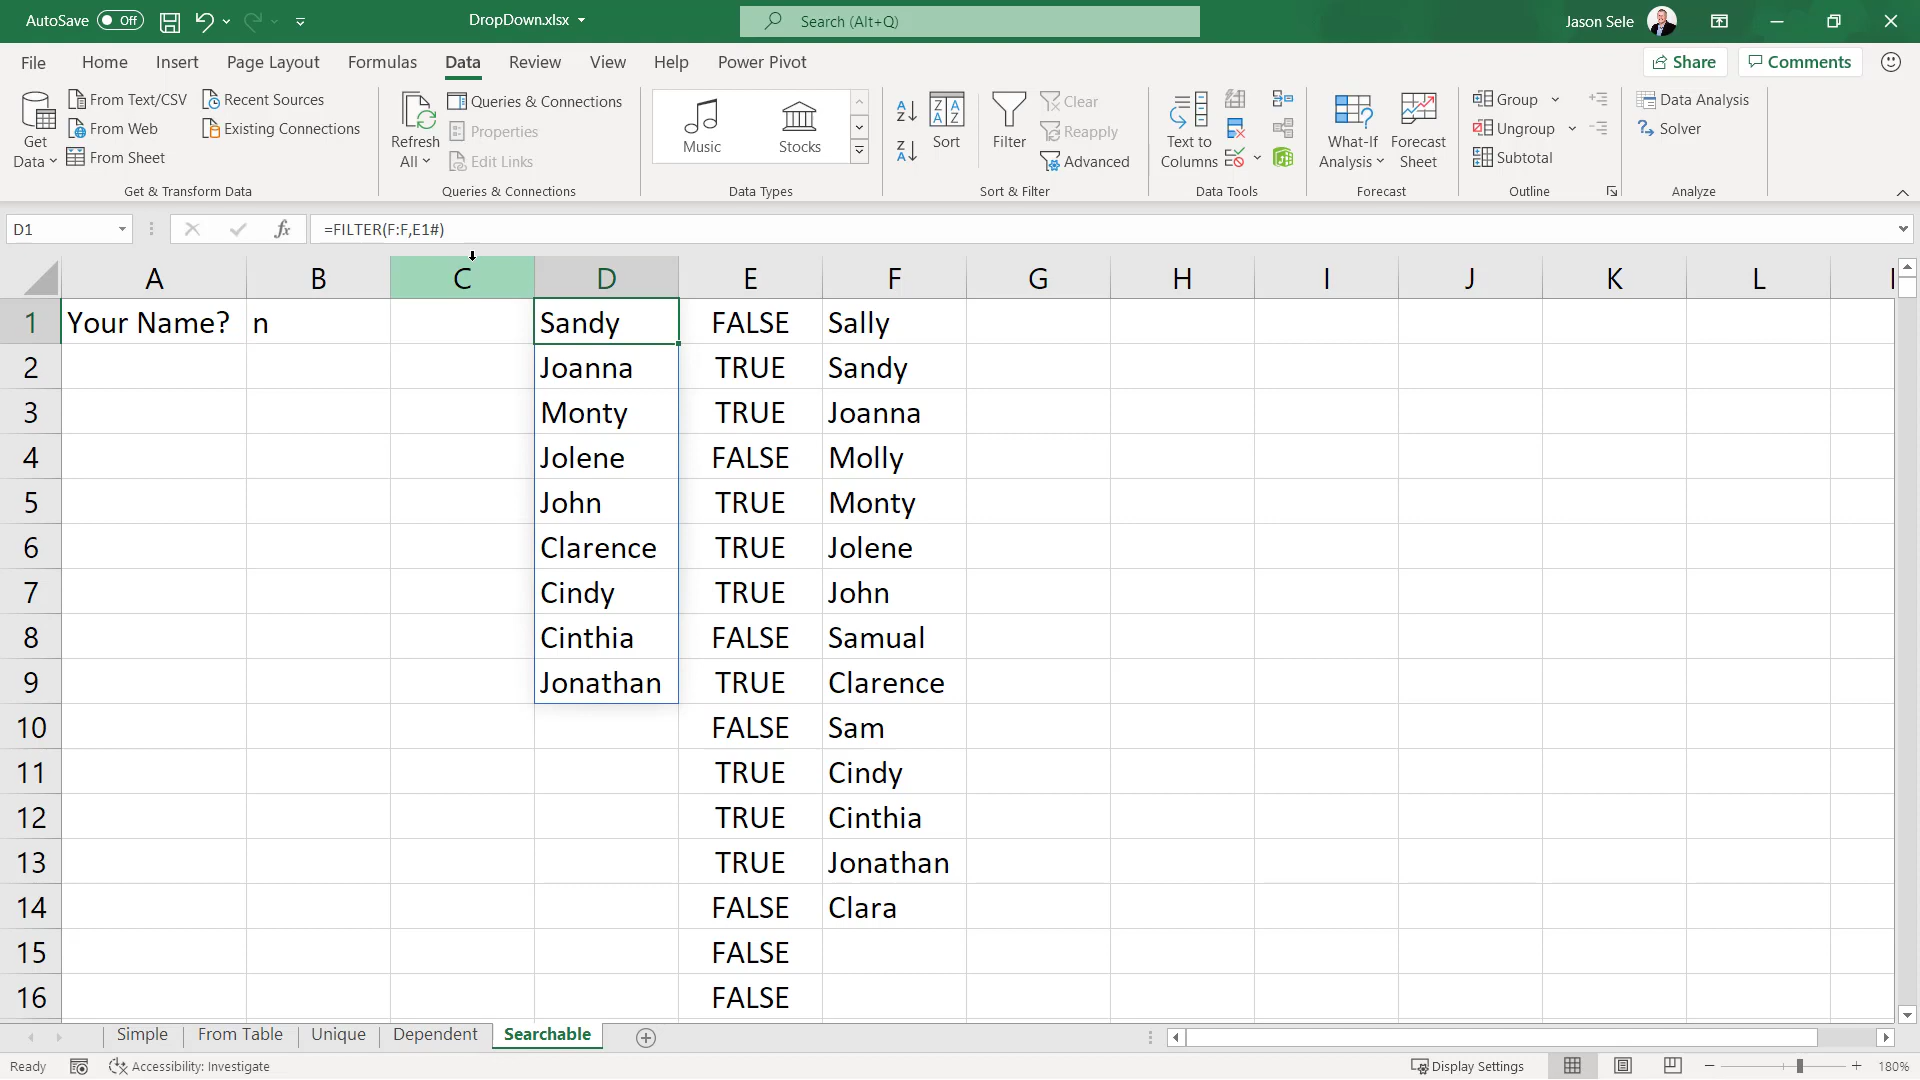 AutoSave Off DropDown.xlsx Search (Alt+Q) Jason Sele
File Home Insert Page Layout Formulas Data Review View Help Power Pivot Share Comments
Get Data From Text/CSV From Web From Sheet Recent Sources Existing Connections
Get & Transform Data
Refresh All Queries & Connections Properties Edit Links
Queries & Connections
Music Stocks
Data Types
Sort Filter Clear Reapply Advanced
Sort & Filter
Text to Columns
Data Tools
What-If Analysis Forecast Sheet
Forecast
Group Ungroup Subtotal
Outline
Data Analysis Solver
Analyze
D1 fx =FILTER(F:F,E1#)
A B C D E F G H I J K L
1 Your Name? n Sandy FALSE Sally
2 Joanna TRUE Sandy
3 Monty TRUE Joanna
4 Jolene FALSE Molly
5 John TRUE Monty
6 Clarence TRUE Jolene
7 Cindy TRUE John
8 Cinthia FALSE Samual
9 Jonathan TRUE Clarence
10 FALSE Sam
11 TRUE Cindy
12 TRUE Cinthia
13 TRUE Jonathan
14 FALSE Clara
15 FALSE
16 FALSE
Simple From Table Unique Dependent Searchable
Ready Accessibility: Investigate Display Settings 180%